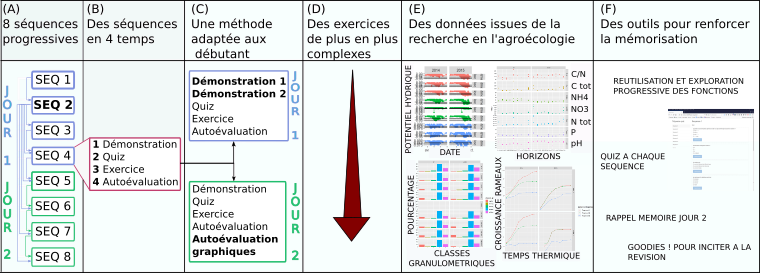 (A)
8 séquences
progressives
(B)
Des séquences
en 4 temps
(C)
Une méthode
adaptée aux
débutant
(D)
Des exercices
de plus en plus
complexes
(E)
Des données issues de la
recherche en l'agroécologie
(F)
Des outils pour renforcer
la mémorisation
JOUR 1
JOUR 2
SEQ 1
SEQ 2
SEQ 3
SEQ 4
SEQ 5
SEQ 6
SEQ 7
SEQ 8
1 Démonstration
2 Quiz
3 Exercice
4 Autoévaluation
Démonstration 1
Démonstration 2
Quiz
Exercice
Autoévaluation
JOUR 1
Démonstration
Quiz
Exercice
Autoévaluation
Autoévaluation
graphiques
JOUR 2
POTENTIEL HYDRIQUE
2014
2015
DATE
C/N
C tot
NH4
NO3
N tot
P
pH
HORIZONS
POURCENTAGE
CLASSES
GRANULOMETRIQUES
CROISSANCE RAMEAUX
TEMPS THERMIQUE
REUTILISATION ET EXPLORATION
PROGRESSIVE DES FONCTIONS
QUIZ A CHAQUE
SEQUENCE
RAPPEL MEMOIRE JOUR 2
GOODIES ! POUR INCITER A LA
REVISION